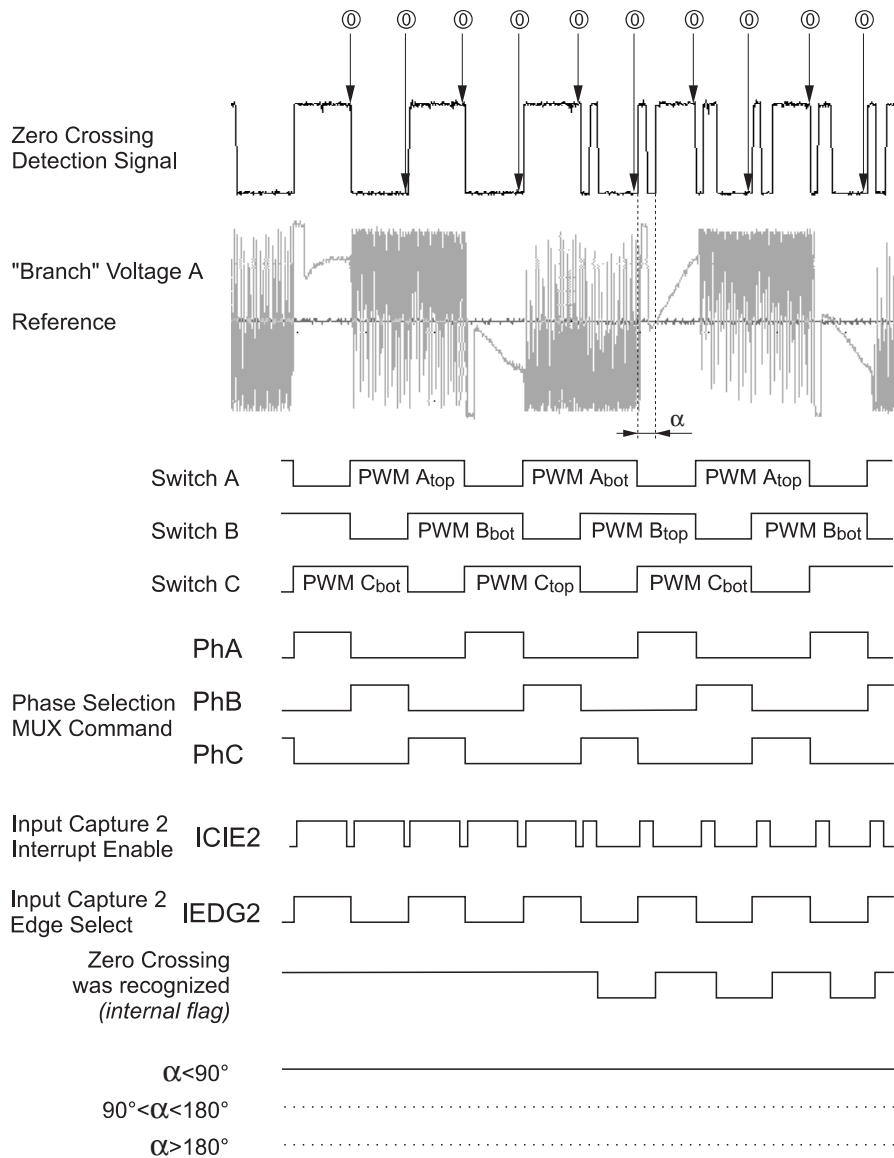 ⓪ ⓪ ⓪ ⓪ ⓪ ⓪ ⓪ ⓪ ⓪ ⓪
Zero Crossing
Detection Signal
"Branch" Voltage A
Reference
α
Switch A
PWM Atop PWM Abot PWM Atop
Switch B
PWM Bbot PWM Btop PWM Bbot
Switch C
PWM Cbot PWM Ctop PWM Cbot
PhA
Phase Selection
MUX Command
PhB
PhC
Input Capture 2
Interrupt Enable
ICIE2
Input Capture 2
Edge Select
IEDG2
Zero Crossing
was recognized
(internal flag)
α<90°
90°<α<180°
α>180°